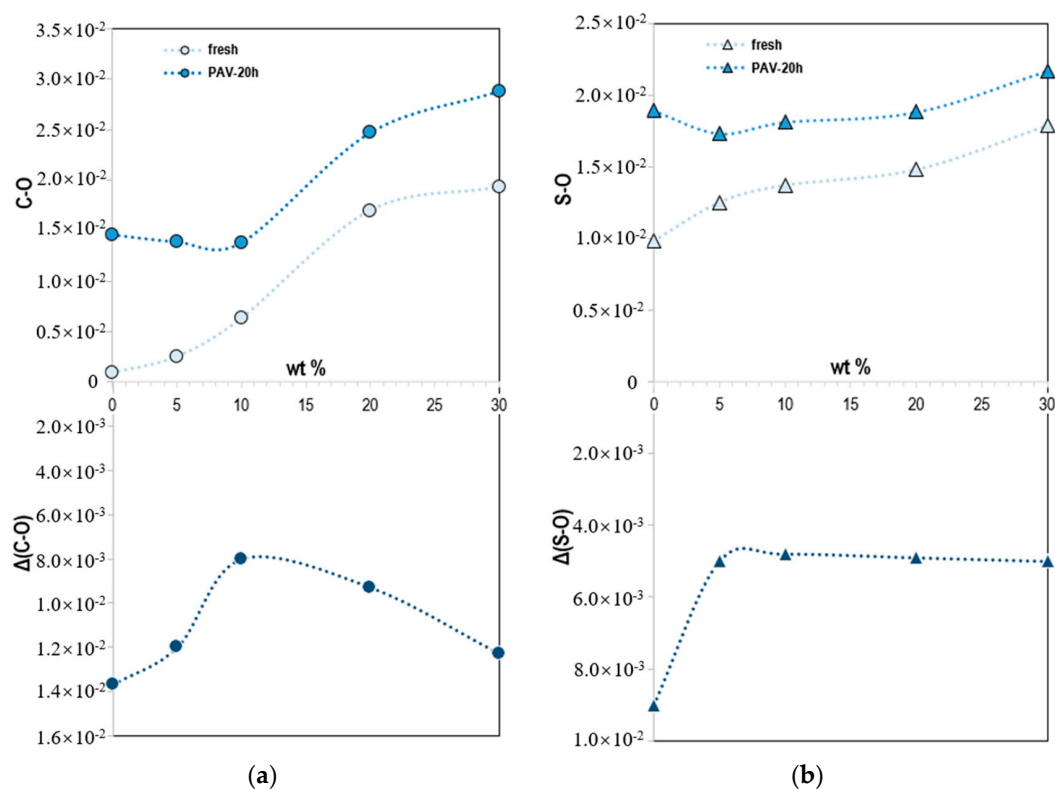 3.5×10⁻²
3.0×10⁻²
2.5×10⁻²
2.0×10⁻²
1.5×10⁻²
1.0×10⁻²
0.5×10⁻²
0
C-O
fresh
PAV-20h
wt %
0 5 10 15 20 25 30
2.0×10⁻³
4.0×10⁻³
6.0×10⁻³
8.0×10⁻³
1.0×10⁻²
1.2×10⁻²
1.4×10⁻²
1.6×10⁻²
Δ(C-O)
(a)
2.5×10⁻²
2.0×10⁻²
1.5×10⁻²
1.0×10⁻²
0.5×10⁻²
0
S-O
fresh
PAV-20h
wt %
0 5 10 15 20 25 30
2.0×10⁻³
4.0×10⁻³
6.0×10⁻³
8.0×10⁻³
1.0×10⁻²
Δ(S-O)
(b)